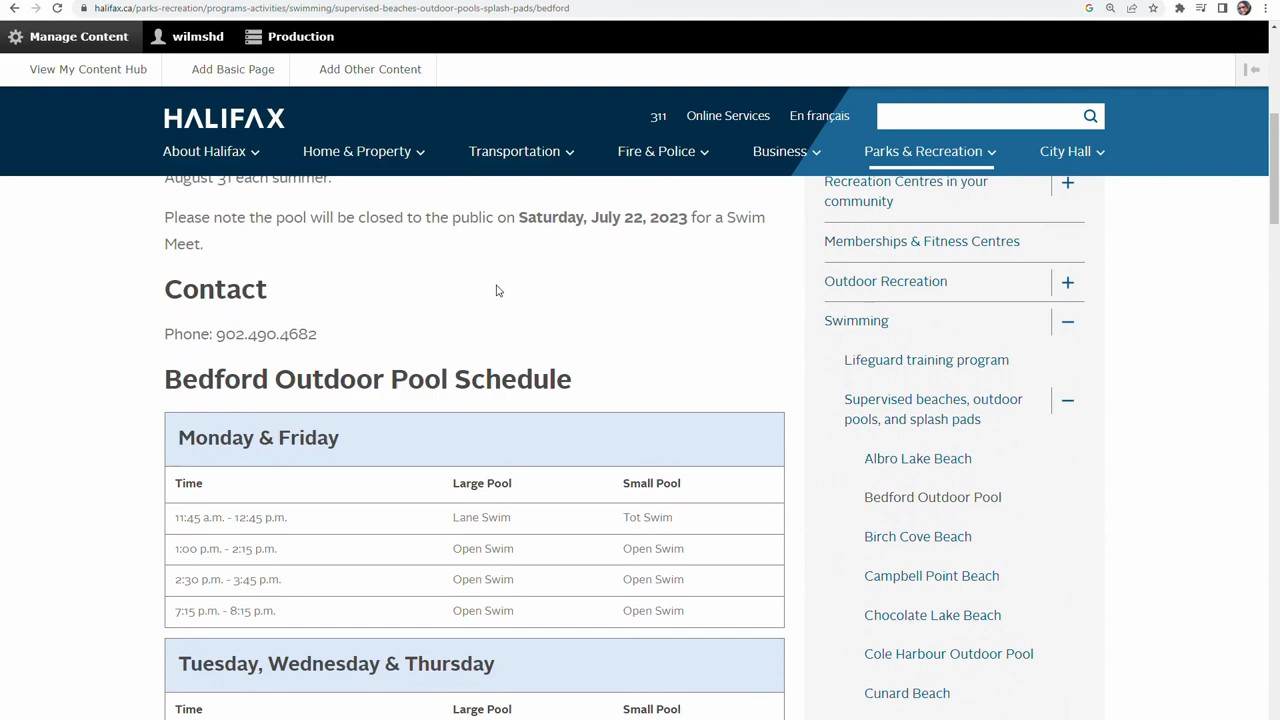 halifax.ca/parks-recreation/programs-activities/swimming/supervised-beaches-outdoor-pools-splash-pads/bedford
Manage Content wilmshd Production
View My Content Hub Add Basic Page Add Other Content
HALIFAX 311 Online Services En français
About Halifax Home & Property Transportation Fire & Police Business Parks & Recreation City Hall
August 31 each summer.
Please note the pool will be closed to the public on Saturday, July 22, 2023 for a Swim
Meet.
Contact
Phone: 902.490.4682
Bedford Outdoor Pool Schedule
Monday & Friday
Time Large Pool Small Pool
11:45 a.m. - 12:45 p.m. Lane Swim Tot Swim
1:00 p.m. - 2:15 p.m. Open Swim Open Swim
2:30 p.m. - 3:45 p.m. Open Swim Open Swim
7:15 p.m. - 8:15 p.m. Open Swim Open Swim
Tuesday, Wednesday & Thursday
Time Large Pool Small Pool
Recreation Centres in your
community
Memberships & Fitness Centres
Outdoor Recreation
Swimming
Lifeguard training program
Supervised beaches, outdoor
pools, and splash pads
Albro Lake Beach
Bedford Outdoor Pool
Birch Cove Beach
Campbell Point Beach
Chocolate Lake Beach
Cole Harbour Outdoor Pool
Cunard Beach